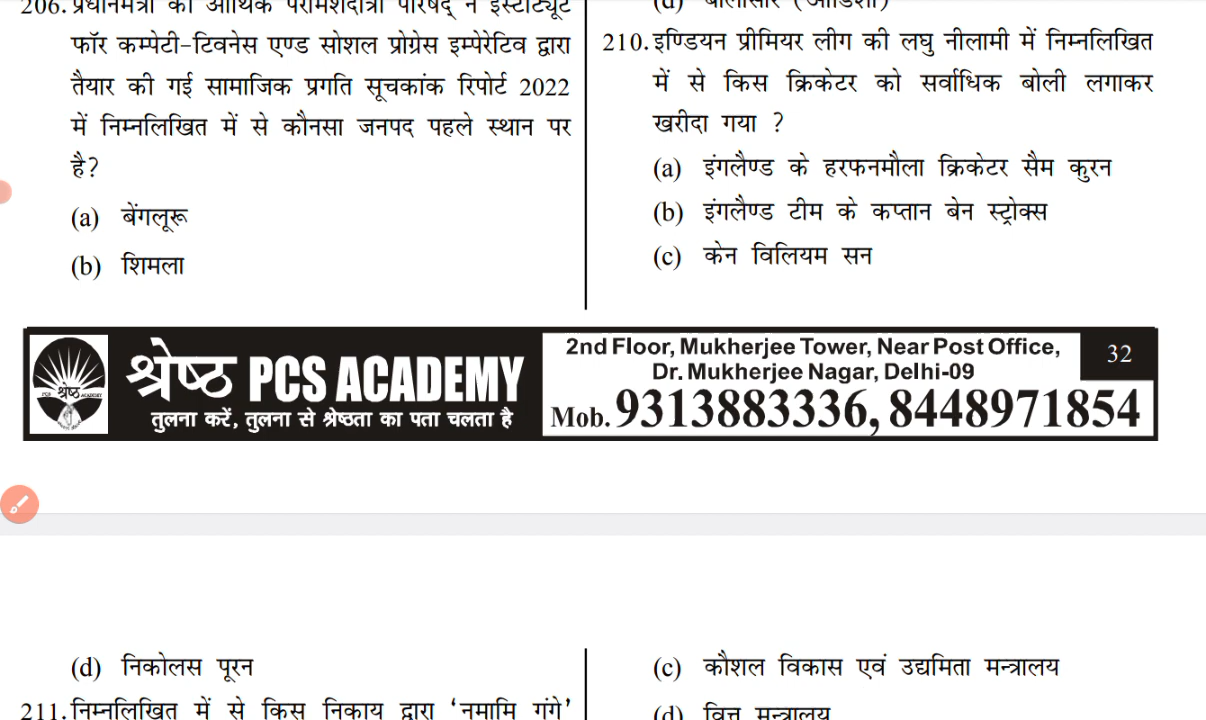 206. प्रधानमंत्री की आर्थिक परामर्शदात्री परिषद् ने इंस्टीट्यूट
फॉर कम्पेटी-टिवनेस एण्ड सोशल प्रोग्रेस इम्पेरेटिव द्वारा
तैयार की गई सामाजिक प्रगति सूचकांक रिपोर्ट 2022
में निम्नलिखित में से कौनसा जनपद पहले स्थान पर
है?
(a) बेंगलूरू
(b) शिमला
(d) बालासोर (ओडिशा)
210. इण्डियन प्रीमियर लीग की लघु नीलामी में निम्नलिखित
में से किस क्रिकेटर को सर्वाधिक बोली लगाकर
खरीदा गया ?
(a) इंगलैण्ड के हरफनमौला क्रिकेटर सैम कुरन
(b) इंगलैण्ड टीम के कप्तान बेन स्ट्रोक्स
(c) केन विलियम सन
PCS श्रेष्ठ ACADEMY
श्रेष्ठ PCS ACADEMY
तुलना करें, तुलना से श्रेष्ठता का पता चलता है
2nd Floor, Mukherjee Tower, Near Post Office,
Dr. Mukherjee Nagar, Delhi-09
Mob. 9313883336, 8448971854
32
(d) निकोलस पूरन
211. निम्नलिखित में से किस निकाय द्वारा 'नमामि गंगे'
(c) कौशल विकास एवं उद्यमिता मन्त्रालय
(d) वित्त मन्त्रालय